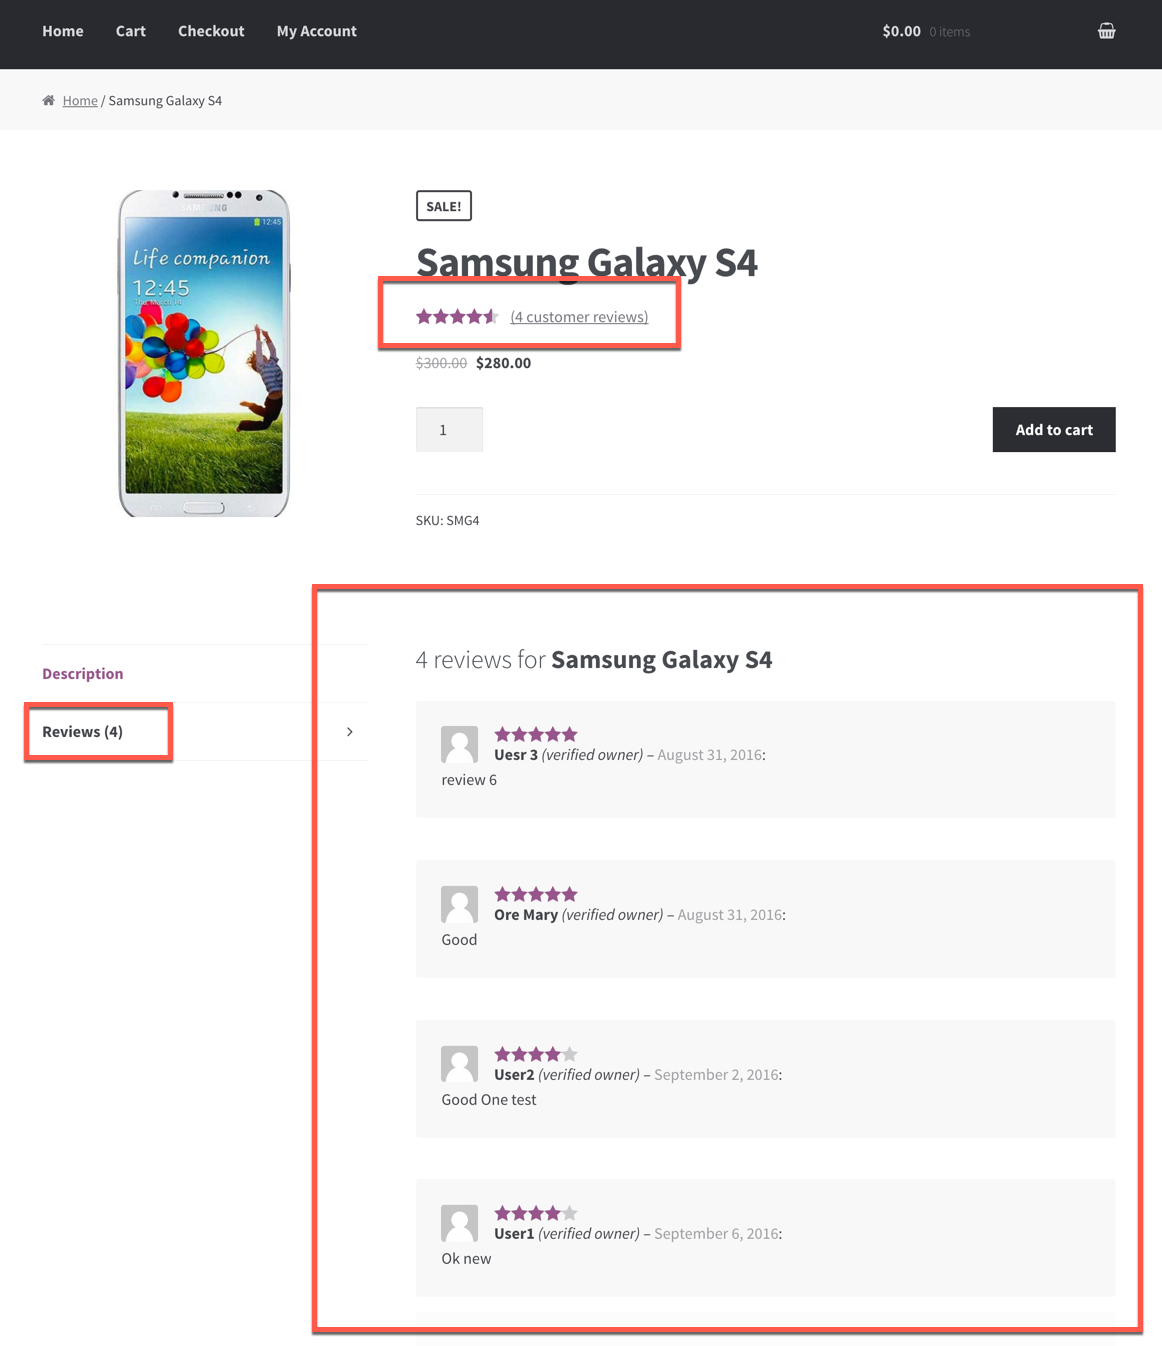 Home Cart Checkout My Account $0.00 0 items
Home / Samsung Galaxy S4
SAMSUNG
12:45
Life companion
12:45
Thu, March 14
SALE!
Samsung Galaxy S4
(4 customer reviews)
$300.00 $280.00
1
Add to cart
SKU: SMG4
Description
Reviews (4)
4 reviews for Samsung Galaxy S4
Uesr 3 (verified owner) – August 31, 2016:
review 6
Ore Mary (verified owner) – August 31, 2016:
Good
User2 (verified owner) – September 2, 2016:
Good One test
User1 (verified owner) – September 6, 2016:
Ok new